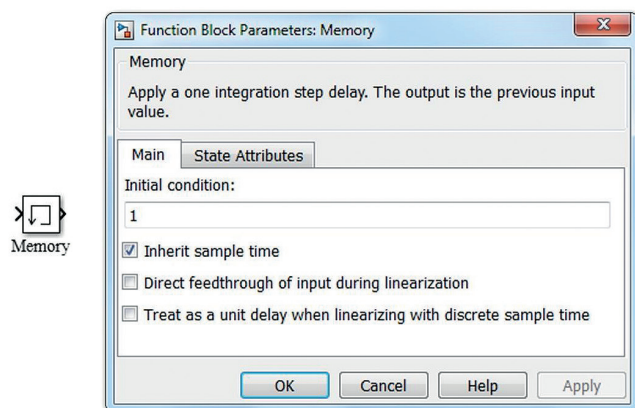 Function Block Parameters: Memory
Memory
Apply a one integration step delay. The output is the previous input
value.
Main
State Attributes
Initial condition:
1
Inherit sample time
Direct feedthrough of input during linearization
Treat as a unit delay when linearizing with discrete sample time
OK
Cancel
Help
Apply
Memory